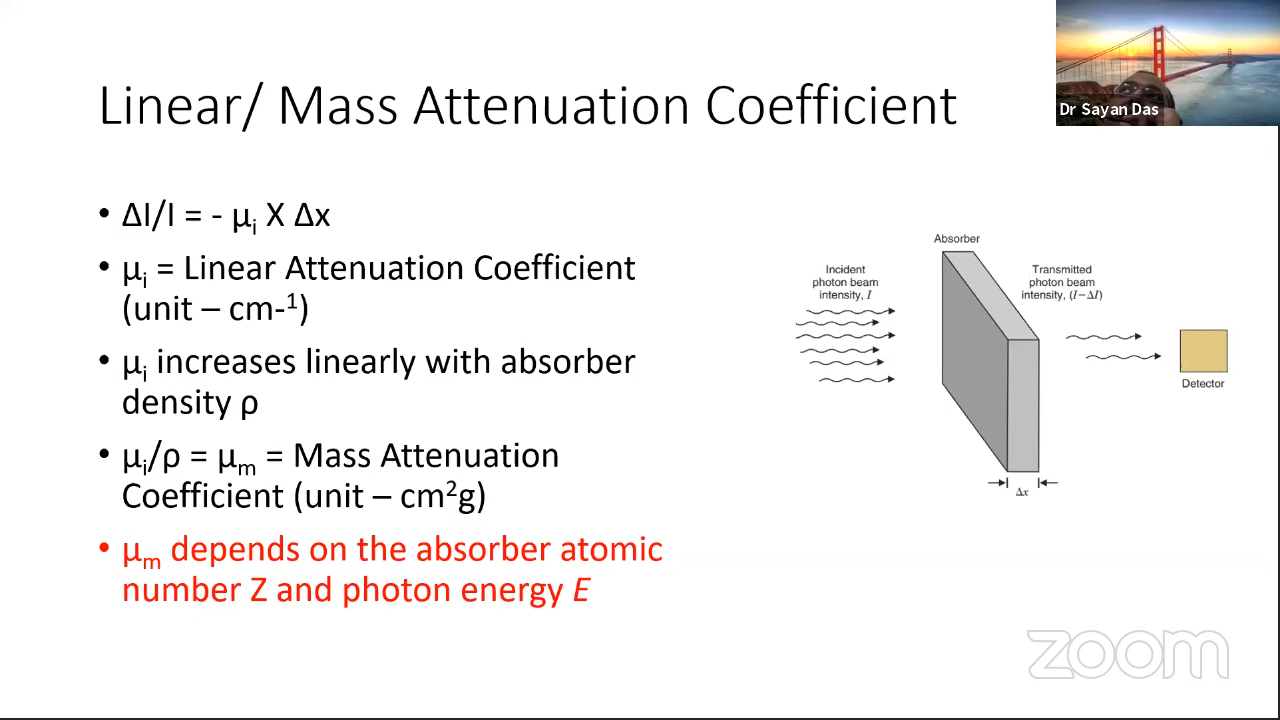 Linear/ Mass Attenuation Coefficient
Dr Sayan Das
• ΔI/I = - μi X Δx
• μi = Linear Attenuation Coefficient
(unit – cm-¹)
• μi increases linearly with absorber
density ρ
• μi/ρ = μm = Mass Attenuation
Coefficient (unit – cm²g)
• μm depends on the absorber atomic
number Z and photon energy E
Absorber
Incident
photon beam
intensity, I
Transmitted
photon beam
intensity, (I–ΔI)
Detector
Δx
zoom